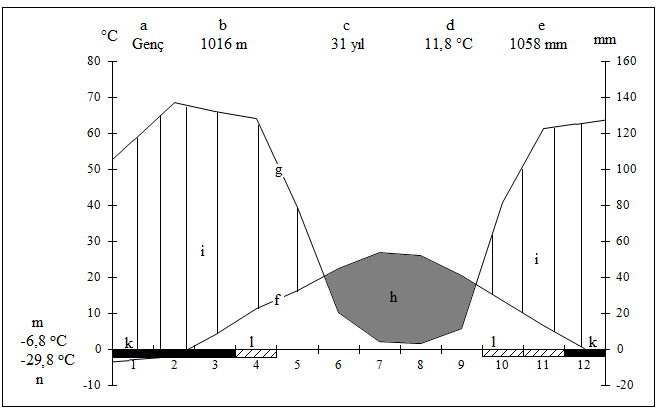 a b c d e
°C Genç 1016 m 31 yıl 11,8 °C 1058 mm mm
80 160
70 140
60 120
g
50 100
40 80
i i
30 60
h
20 40
f
10 20
m
-6,8 °C 0 k l l k 0
-29,8 °C 1 2 3 4 5 6 7 8 9 10 11 12
n -10 -20